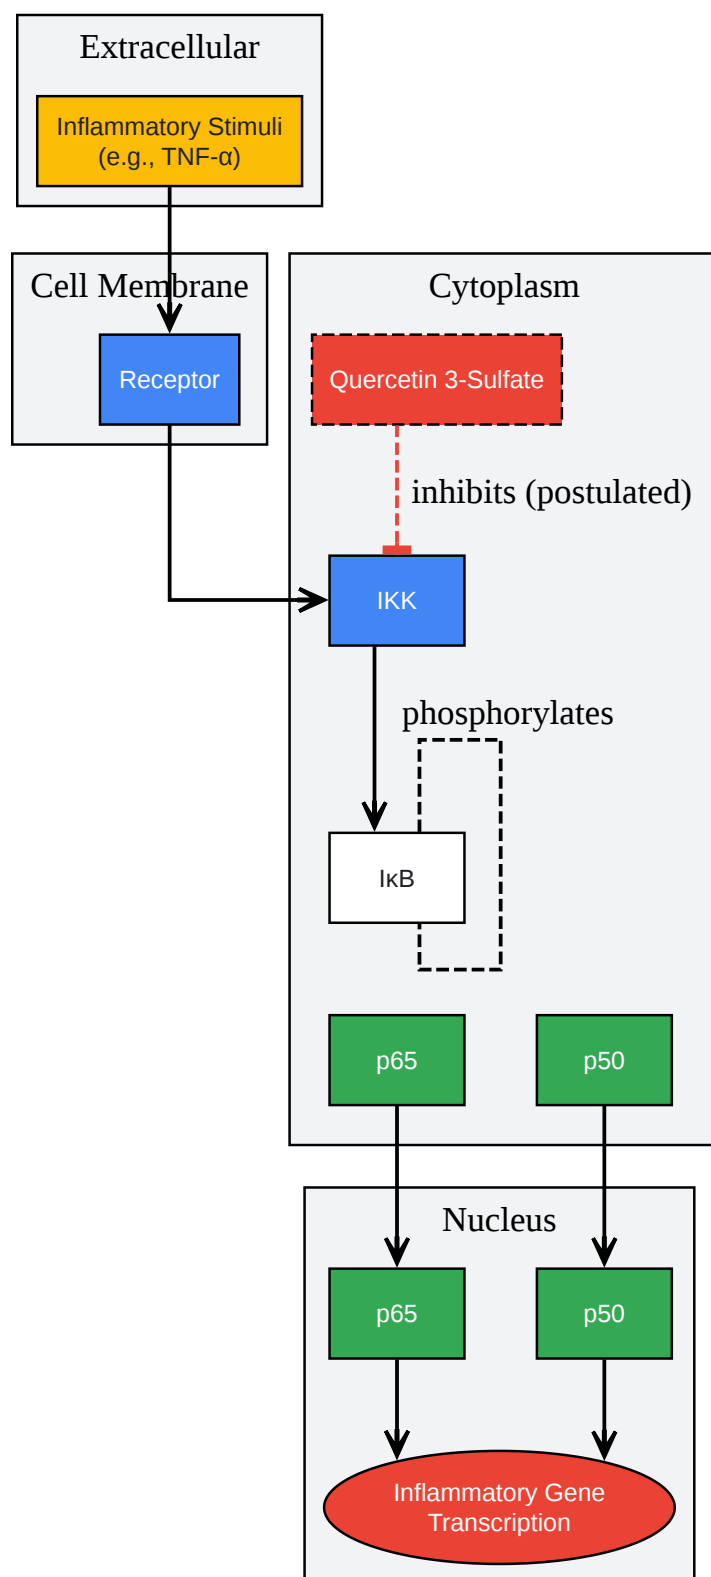 Extracellular
Inflammatory Stimuli
(e.g., TNF-α)
Cell Membrane
Receptor
Cytoplasm
Quercetin 3-Sulfate
inhibits (postulated)
IKK
phosphorylates
IκB
p65
p50
Nucleus
p65
p50
Inflammatory Gene
Transcription